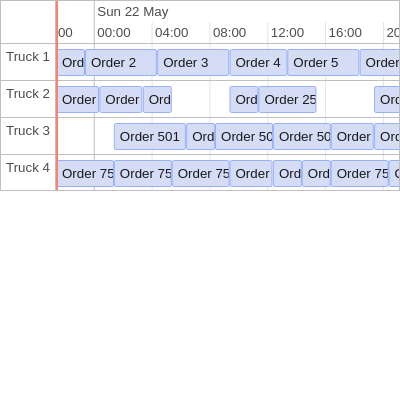 Sun 22 May
00 00:00 04:00 08:00 12:00 16:00 20
Truck 1 Ord Order 2 Order 3 Order 4 Order 5 Order
Truck 2 Order Order Ord Ord Order 25 Ord
Truck 3 Order 501 Ord Order 50 Order 50 Order Ord
Truck 4 Order 75 Order 75 Order 75 Order Ord Ord Order 75